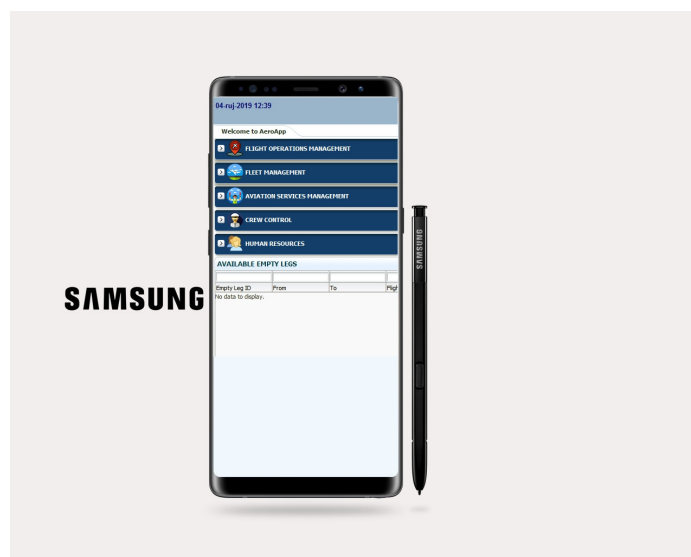 04-ruj-2019 12:39
Welcome to AeroApp
FLIGHT OPERATIONS MANAGEMENT
FLEET MANAGEMENT
AVIATION SERVICES MANAGEMENT
CREW CONTROL
HUMAN RESOURCES
AVAILABLE EMPTY LEGS
Empty Leg ID From To Fligh
No data to display.
SAMSUNG
SAMSUNG